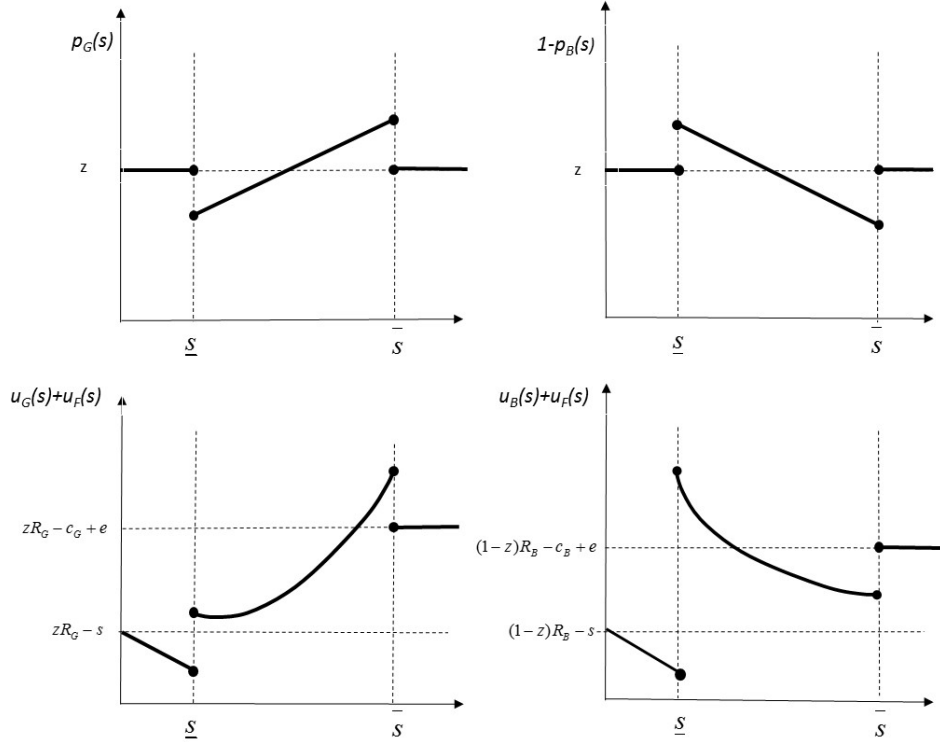 p_G(s)
z
s̲
s̅
1-p_B(s)
z
s̲
s̅
u_G(s)+u_F(s)
zR_G − c_G + e
zR_G − s
s̲
s̅
u_B(s)+u_F(s)
(1−z)R_B − c_B + e
(1−z)R_B − s
s̲
s̅